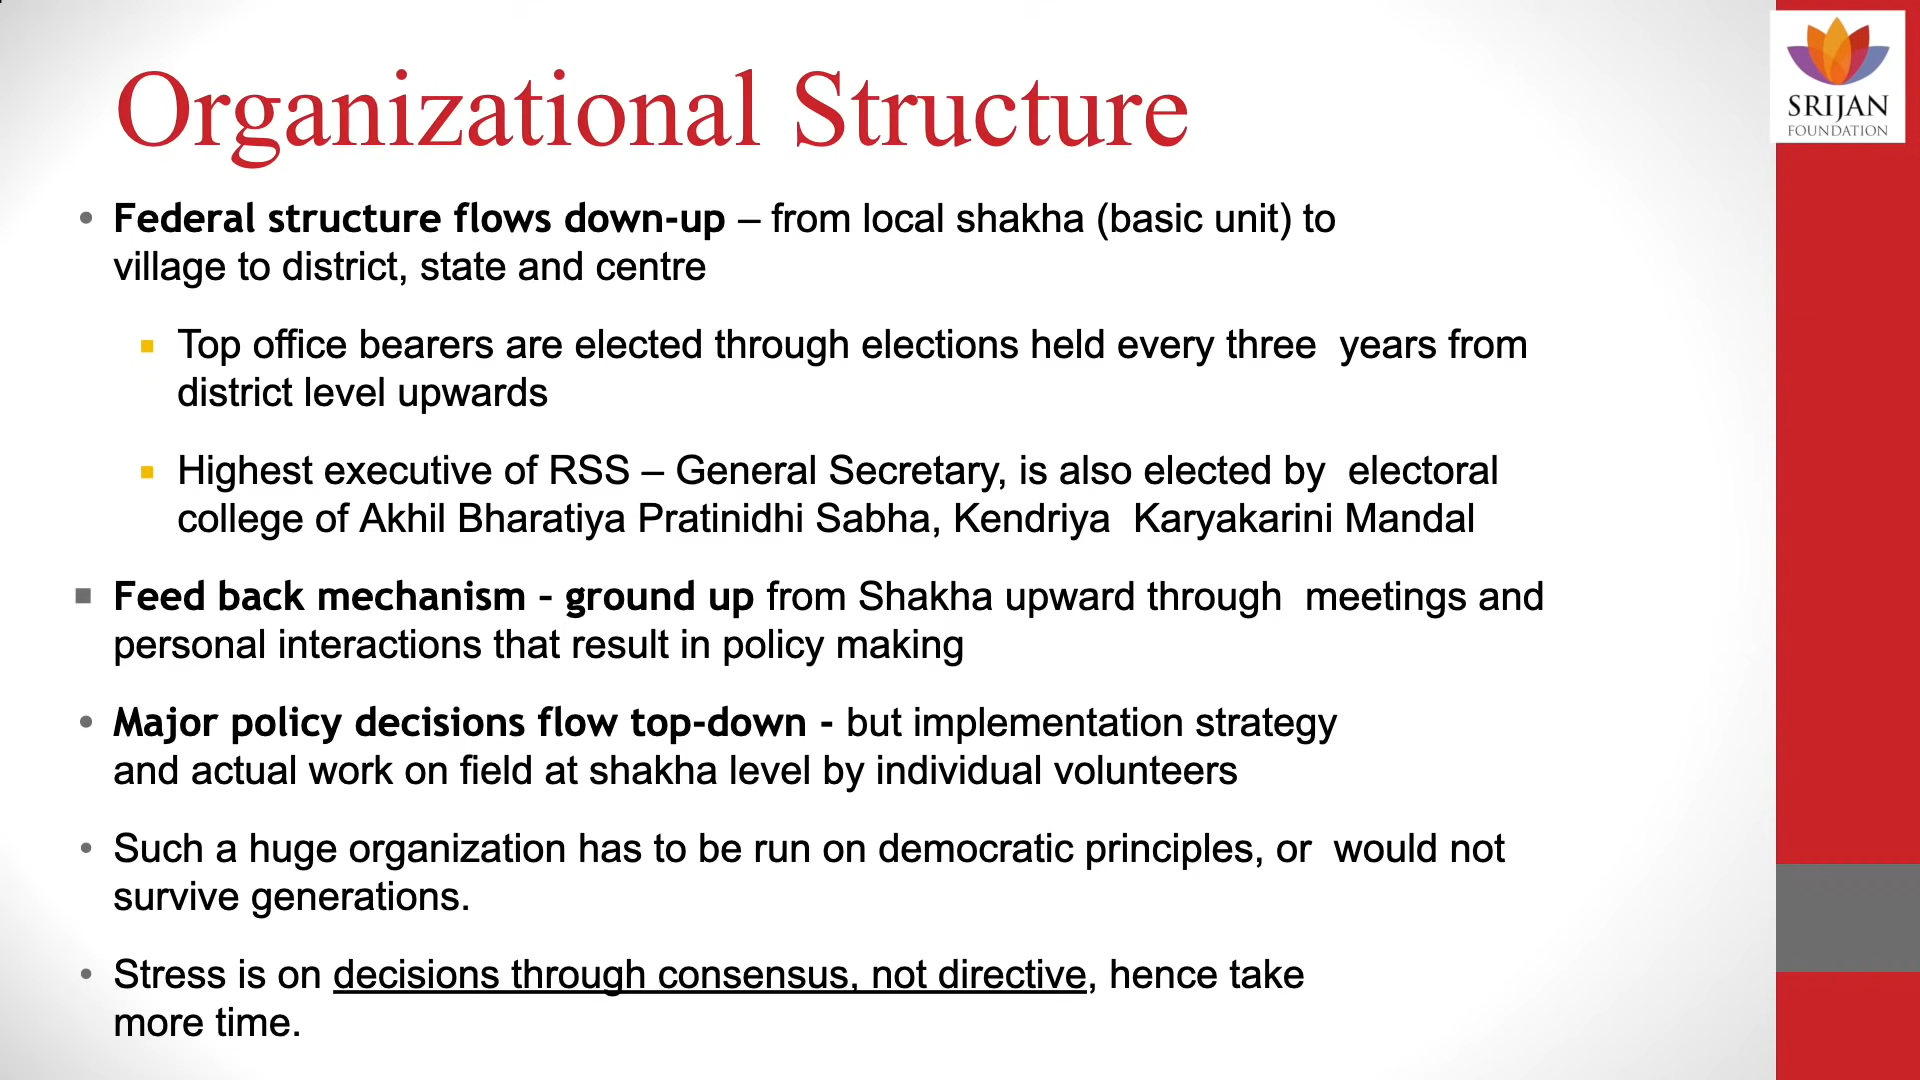 Organizational Structure
SRIJAN
FOUNDATION
• Federal structure flows down-up – from local shakha (basic unit) to
village to district, state and centre
▪ Top office bearers are elected through elections held every three  years from
district level upwards
▪ Highest executive of RSS – General Secretary, is also elected by  electoral
college of Akhil Bharatiya Pratinidhi Sabha, Kendriya  Karyakarini Mandal
▪ Feed back mechanism – ground up from Shakha upward through  meetings and
personal interactions that result in policy making
• Major policy decisions flow top-down - but implementation strategy
and actual work on field at shakha level by individual volunteers
• Such a huge organization has to be run on democratic principles, or  would not
survive generations.
• Stress is on decisions through consensus, not directive, hence take
more time.